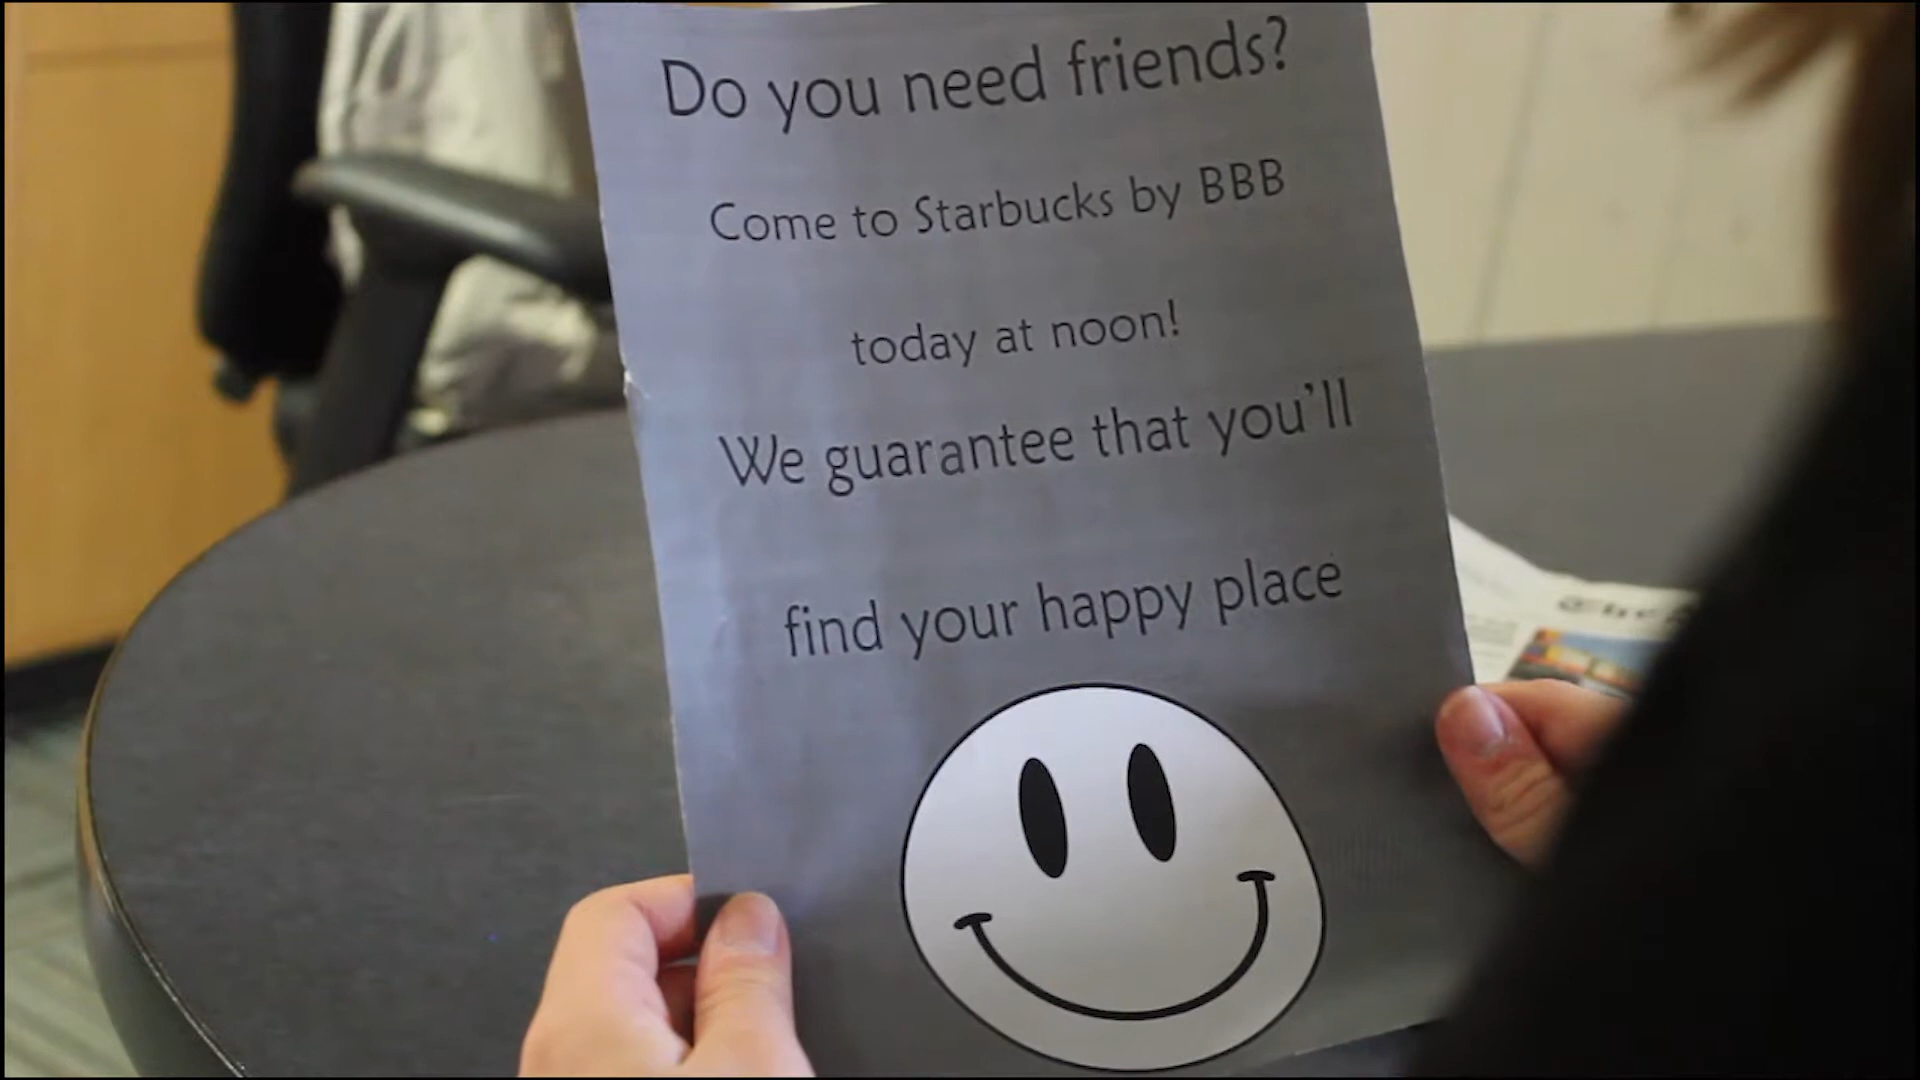 Do you need friends?
Come to Starbucks by BBB
today at noon!
We guarantee that you'll
find your happy place